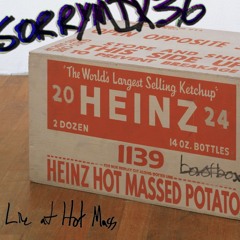 SORRYMIX36
OPPOSITE
'The World's Largest Selling Ketchup'
20 HEINZ 24
2 DOZEN
14 OZ. BOTTLES
1139
boxofbox
HEINZ HOT MASSED POTATO
Live at Hot Mass